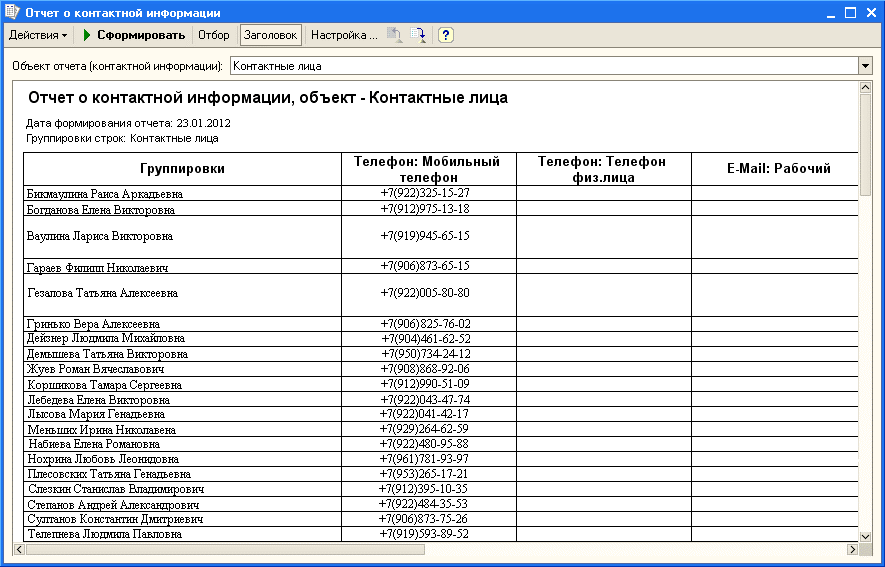 Отчет о контактной информации
Действия Сформировать Отбор Заголовок Настройка ... ?
Объект отчета (контактной информации): Контактные лица
Отчет о контактной информации, объект - Контактные лица
Дата формирования отчета: 23.01.2012
Группировки строк: Контактные лица
Группировки Телефон: Мобильный телефон Телефон: Телефон физ.лица E-Mail: Рабочий
Бикмаулина Раиса Аркадьевна +7(922)325-15-27
Богданова Елена Викторовна +7(912)975-13-18
Ваулина Лариса Викторовна +7(919)945-65-15
Гараев Филипп Николаевич +7(906)873-65-15
Гезалова Татьяна Алексеевна +7(922)005-80-80
Гринько Вера Алексеевна +7(906)825-76-02
Дейзнер Людмила Михайловна +7(904)461-62-52
Демышева Татьяна Викторовна +7(950)734-24-12
Жуев Роман Вячеславович +7(908)868-92-06
Коршикова Тамара Сергеевна +7(912)990-51-09
Лебедева Елена Викторовна +7(922)043-47-74
Лысова Мария Генадьевна +7(922)041-42-17
Меньших Ирина Николавена +7(929)264-62-59
Набиева Елена Романовна +7(922)480-95-88
Нохрина Любовь Леонидовна +7(961)781-93-97
Плесовских Татьяна Генадьевна +7(953)265-17-21
Слезкин Станислав Владимирович +7(912)395-10-35
Степанов Андрей Александрович +7(922)484-35-53
Султанов Константин Дмитриевич +7(906)873-75-26
Телепнева Людмила Павловна +7(919)593-89-52